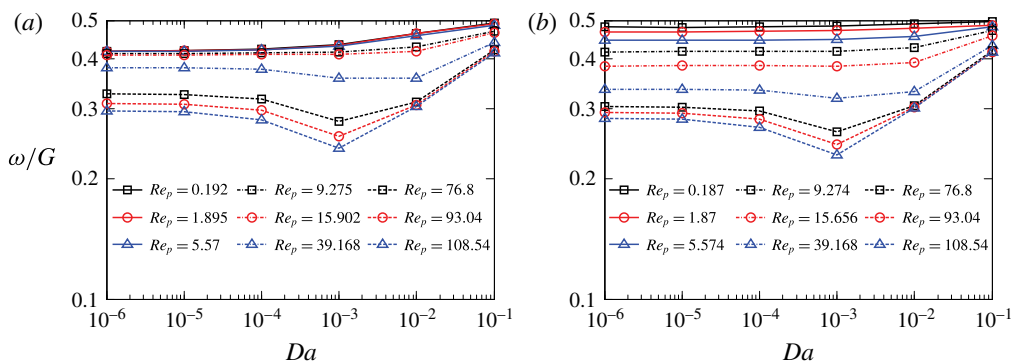 (a)
0.5
0.4
0.3
0.2
0.1
ω/G
Re_p = 0.192 Re_p = 9.275 Re_p = 76.8
Re_p = 1.895 Re_p = 15.902 Re_p = 93.04
Re_p = 5.57 Re_p = 39.168 Re_p = 108.54
10⁻⁶ 10⁻⁵ 10⁻⁴ 10⁻³ 10⁻² 10⁻¹
Da
(b)
0.5
0.4
0.3
0.2
0.1
Re_p = 0.187 Re_p = 9.274 Re_p = 76.8
Re_p = 1.87 Re_p = 15.656 Re_p = 93.04
Re_p = 5.574 Re_p = 39.168 Re_p = 108.54
10⁻⁶ 10⁻⁵ 10⁻⁴ 10⁻³ 10⁻² 10⁻¹
Da